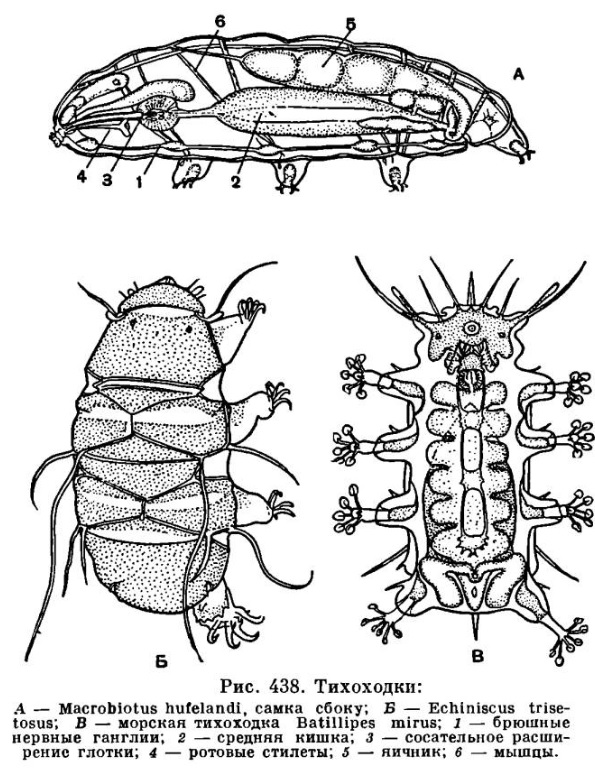 6
5
А
4
3
1
2
Б
В
Рис. 438. Тихоходки:
А — Macrobiotus hufelandi, самка сбоку; Б — Echiniscus trise-
tosus; В — морская тихоходка Batillipes mirus; 1 — брюшные
нервные ганглии; 2 — средняя кишка; 3 — сосательное расши-
рение глотки; 4 — ротовые стилеты; 5 — яичник; 6 — мышцы.